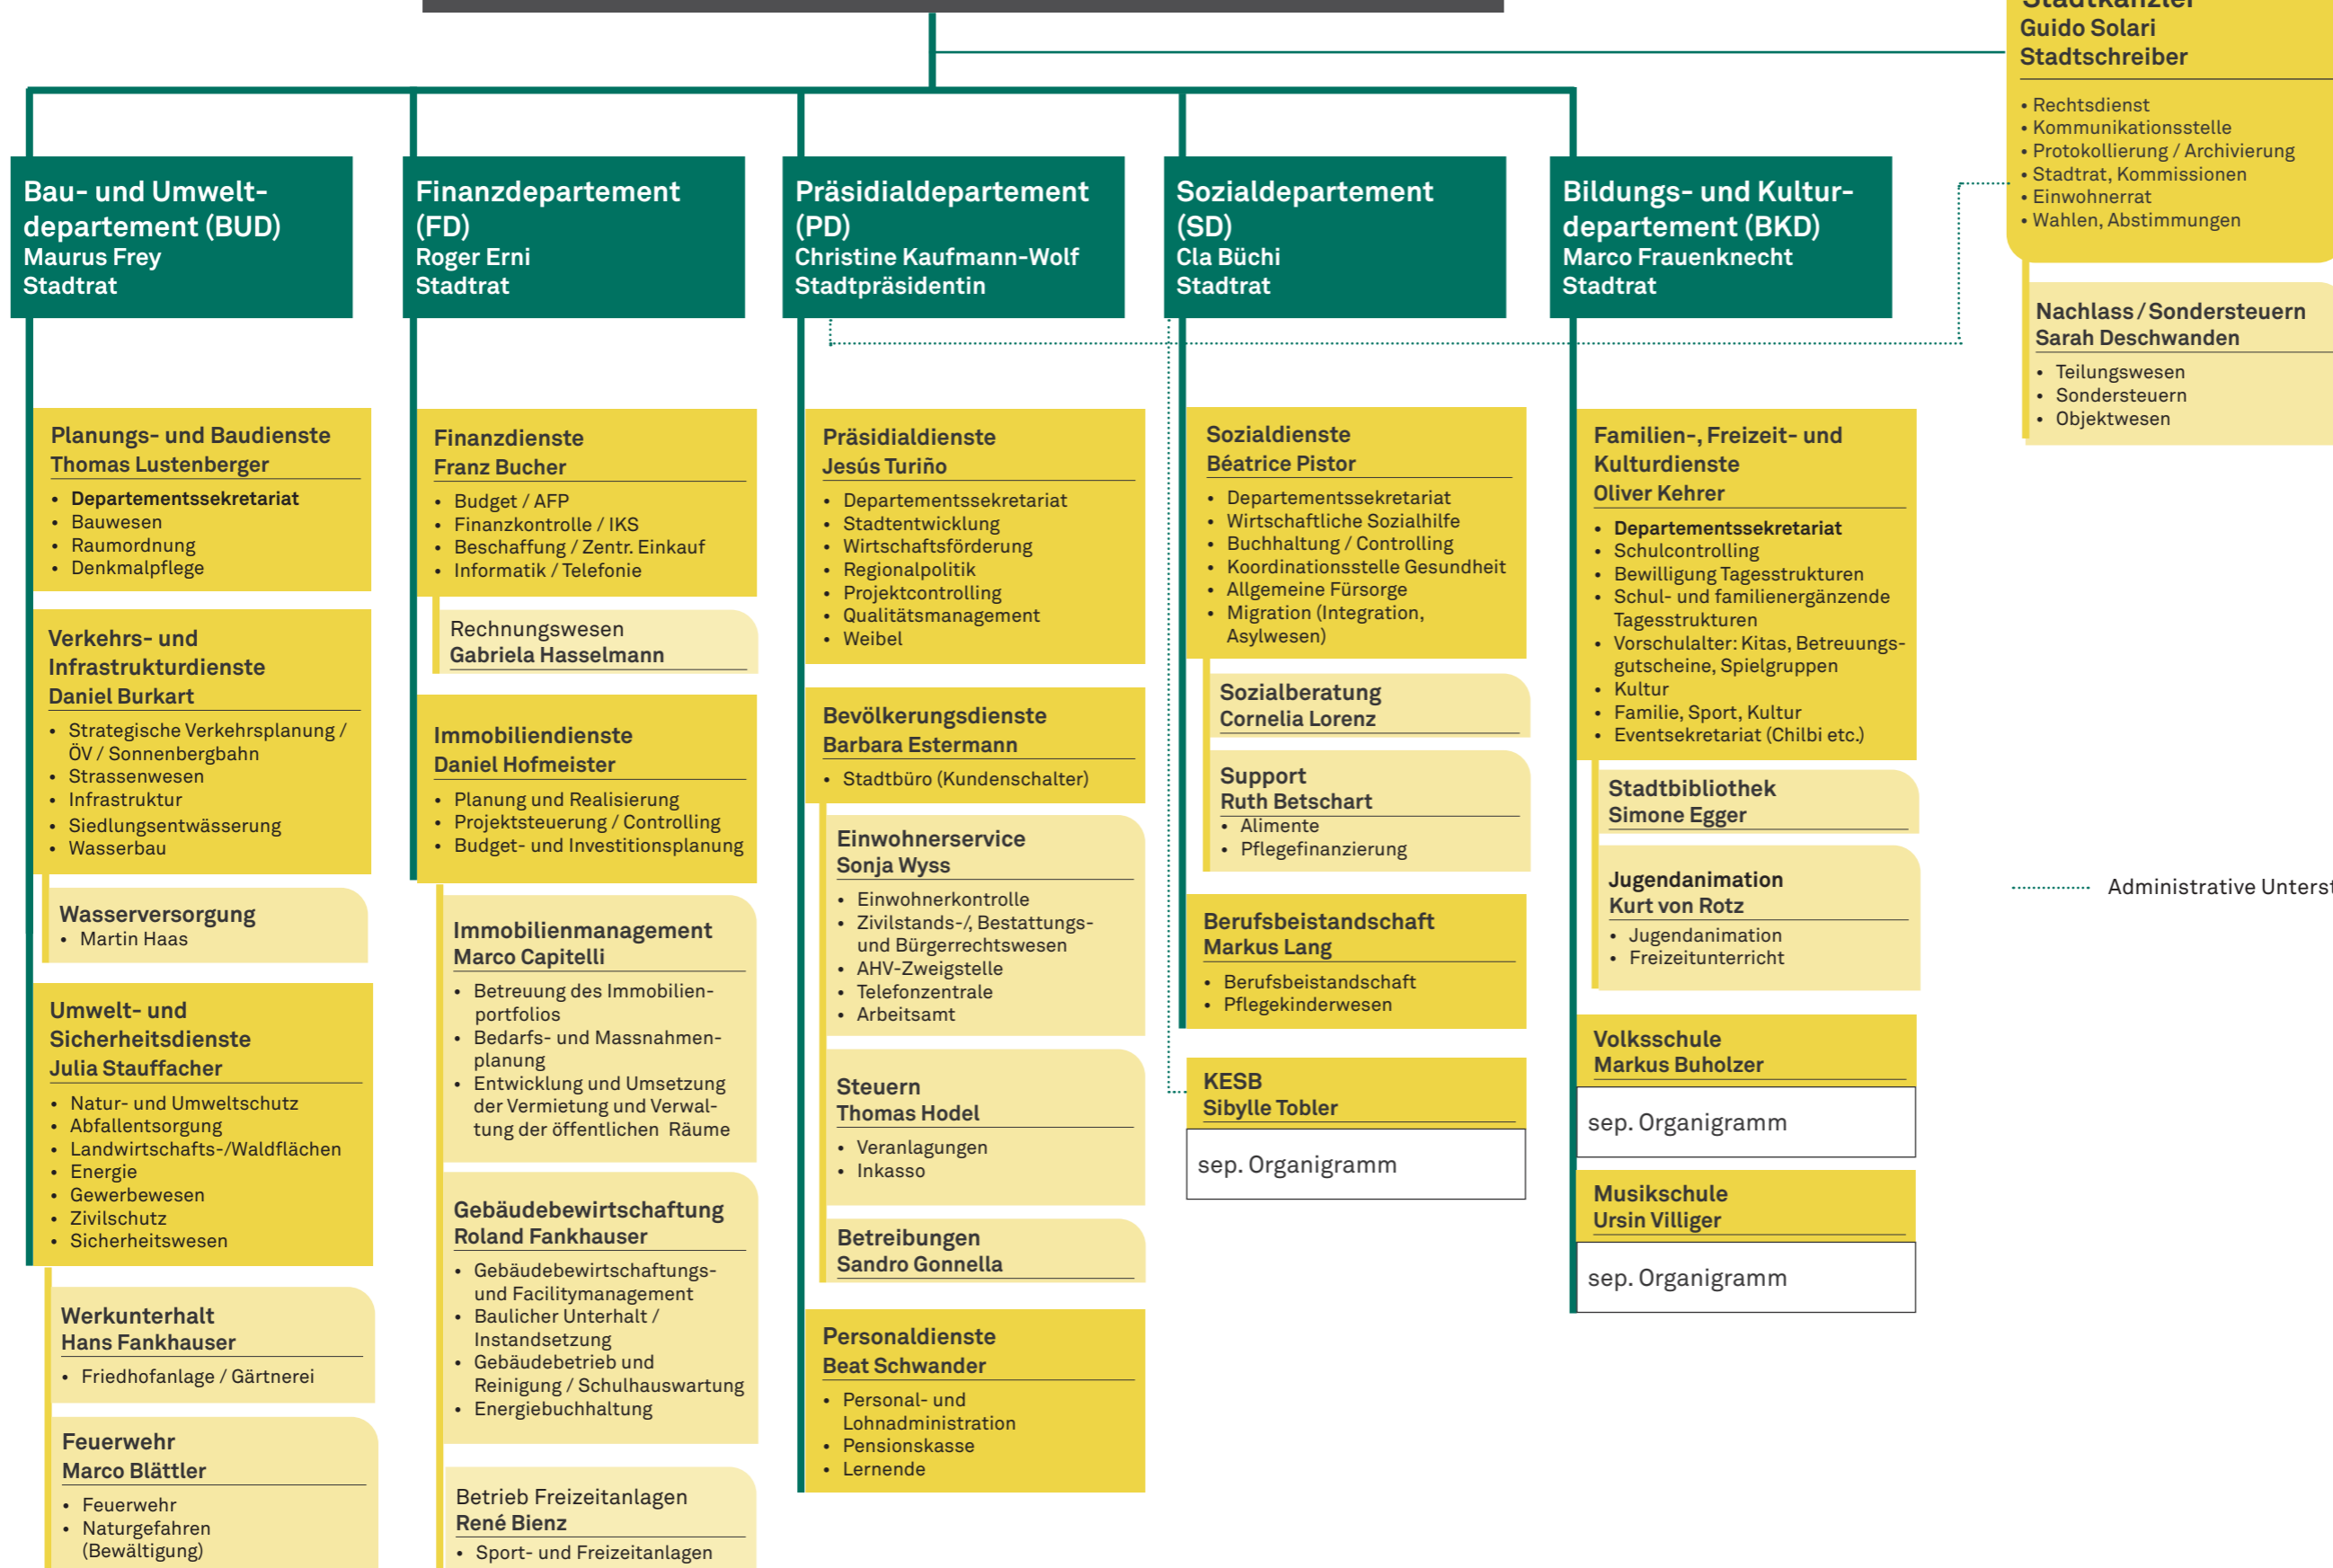 Stadtkanzler
Guido Solari
Stadtschreiber
• Rechtsdienst
• Kommunikationsstelle
• Protokollierung / Archivierung
• Stadtrat, Kommissionen
• Einwohnerrat
• Wahlen, Abstimmungen
Nachlass / Sondersteuern
Sarah Deschwanden
• Teilungswesen
• Sondersteuern
• Objektwesen
Bau- und Umwelt-
departement (BUD)
Maurus Frey
Stadtrat
Planungs- und Baudienste
Thomas Lustenberger
• Departementssekretariat
• Bauwesen
• Raumordnung
• Denkmalpflege
Verkehrs- und
Infrastrukturdienste
Daniel Burkart
• Strategische Verkehrsplanung /
ÖV / Sonnenbergbahn
• Strassenwesen
• Infrastruktur
• Siedlungsentwässerung
• Wasserbau
Wasserversorgung
• Martin Haas
Umwelt- und
Sicherheitsdienste
Julia Stauffacher
• Natur- und Umweltschutz
• Abfallentsorgung
• Landwirtschafts-/Waldflächen
• Energie
• Gewerbewesen
• Zivilschutz
• Sicherheitswesen
Werkunterhalt
Hans Fankhauser
• Friedhofanlage / Gärtnerei
Feuerwehr
Marco Blättler
• Feuerwehr
• Naturgefahren
(Bewältigung)
Finanzdepartement
(FD)
Roger Erni
Stadtrat
Finanzdienste
Franz Bucher
• Budget / AFP
• Finanzkontrolle / IKS
• Beschaffung / Zentr. Einkauf
• Informatik / Telefonie
Rechnungswesen
Gabriela Hasselmann
Immobiliendienste
Daniel Hofmeister
• Planung und Realisierung
• Projektsteuerung / Controlling
• Budget- und Investitionsplanung
Immobilienmanagement
Marco Capitelli
• Betreuung des Immobilien-
portfolios
• Bedarfs- und Massnahmen-
planung
• Entwicklung und Umsetzung
der Vermietung und Verwal-
tung der öffentlichen Räume
Gebäudebewirtschaftung
Roland Fankhauser
• Gebäudebewirtschaftungs-
und Facilitymanagement
• Baulicher Unterhalt /
Instandsetzung
• Gebäudebetrieb und
Reinigung / Schulhauswartung
• Energiebuchhaltung
Betrieb Freizeitanlagen
René Bienz
• Sport- und Freizeitanlagen
Präsidialdepartement
(PD)
Christine Kaufmann-Wolf
Stadtpräsidentin
Präsidialdienste
Jesús Turiño
• Departementssekretariat
• Stadtentwicklung
• Wirtschaftsförderung
• Regionalpolitik
• Projektcontrolling
• Qualitätsmanagement
• Weibel
Bevölkerungsdienste
Barbara Estermann
• Stadtbüro (Kundenschalter)
Einwohnerservice
Sonja Wyss
• Einwohnerkontrolle
• Zivilstands-/, Bestattungs-
und Bürgerrechtswesen
• AHV-Zweigstelle
• Telefonzentrale
• Arbeitsamt
Steuern
Thomas Hodel
• Veranlagungen
• Inkasso
Betreibungen
Sandro Gonnella
Personaldienste
Beat Schwander
• Personal- und
Lohnadministration
• Pensionskasse
• Lernende
Sozialdepartement
(SD)
Cla Büchi
Stadtrat
Sozialdienste
Béatrice Pistor
• Departementssekretariat
• Wirtschaftliche Sozialhilfe
• Buchhaltung / Controlling
• Koordinationsstelle Gesundheit
• Allgemeine Fürsorge
• Migration (Integration,
Asylwesen)
Sozialberatung
Cornelia Lorenz
Support
Ruth Betschart
• Alimente
• Pflegefinanzierung
Berufsbeistandschaft
Markus Lang
• Berufsbeistandschaft
• Pflegekinderwesen
KESB
Sibylle Tobler
sep. Organigramm
Bildungs- und Kultur-
departement (BKD)
Marco Frauenknecht
Stadtrat
Familien-, Freizeit- und
Kulturdienste
Oliver Kehrer
• Departementssekretariat
• Schulcontrolling
• Bewilligung Tagesstrukturen
• Schul- und familienergänzende
Tagesstrukturen
• Vorschulalter: Kitas, Betreuungs-
gutscheine, Spielgruppen
• Kultur
• Familie, Sport, Kultur
• Eventsekretariat (Chilbi etc.)
Stadtbibliothek
Simone Egger
Jugendanimation
Kurt von Rotz
• Jugendanimation
• Freizeitunterricht
Volksschule
Markus Buholzer
sep. Organigramm
Musikschule
Ursin Villiger
sep. Organigramm
Administrative